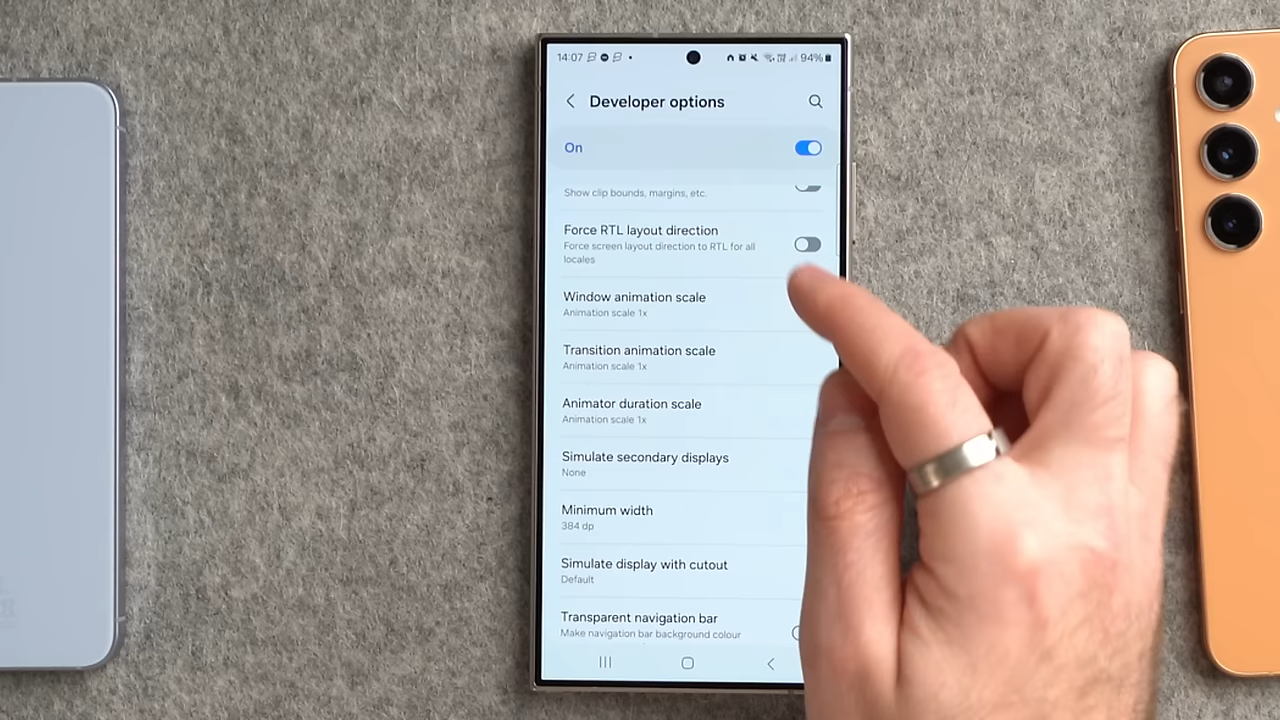 14:07 94%
Developer options
On
Show clip bounds, margins, etc.
Force RTL layout direction
Force screen layout direction to RTL for all
locales
Window animation scale
Animation scale 1x
Transition animation scale
Animation scale 1x
Animator duration scale
Animation scale 1x
Simulate secondary displays
None
Minimum width
384 dp
Simulate display with cutout
Default
Transparent navigation bar
Make navigation bar background colour